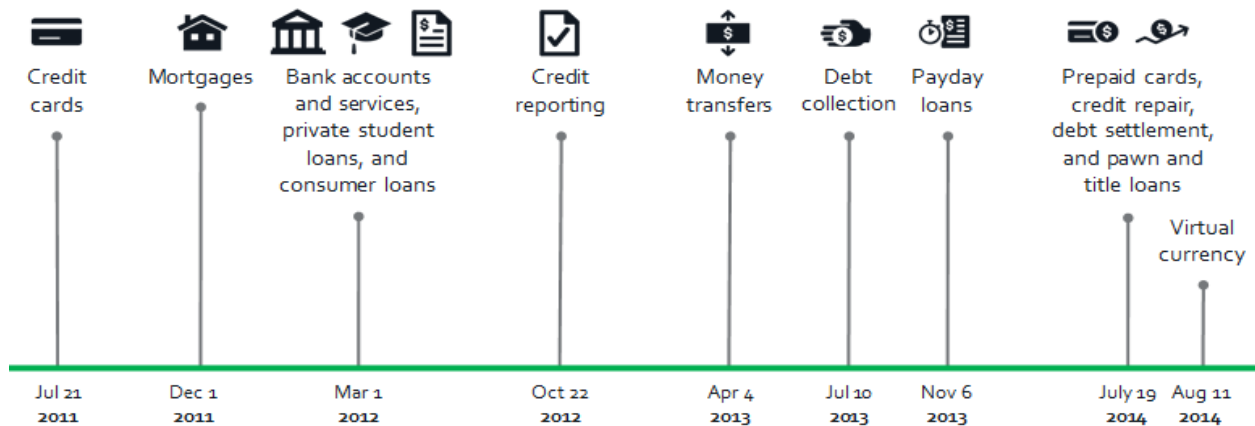 Credit
cards
Mortgages
Bank accounts
and services,
private student
loans, and
consumer loans
Credit
reporting
Money
transfers
Debt
collection
Payday
loans
Prepaid cards,
credit repair,
debt settlement,
and pawn and
title loans
Virtual
currency
Jul 21
2011
Dec 1
2011
Mar 1
2012
Oct 22
2012
Apr 4
2013
Jul 10
2013
Nov 6
2013
July 19
2014
Aug 11
2014